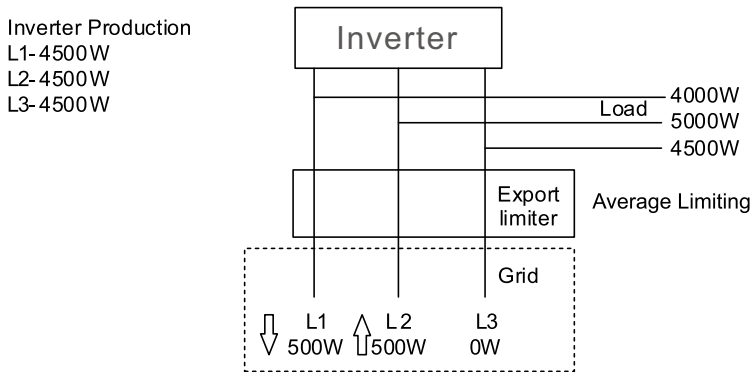 Inverter Production
L1-4500W
L2-4500W
L3-4500W
Inverter
4000W
Load
5000W
4500W
Export
limiter
Average Limiting
Grid
L1 L2 L3
500W 500W 0W